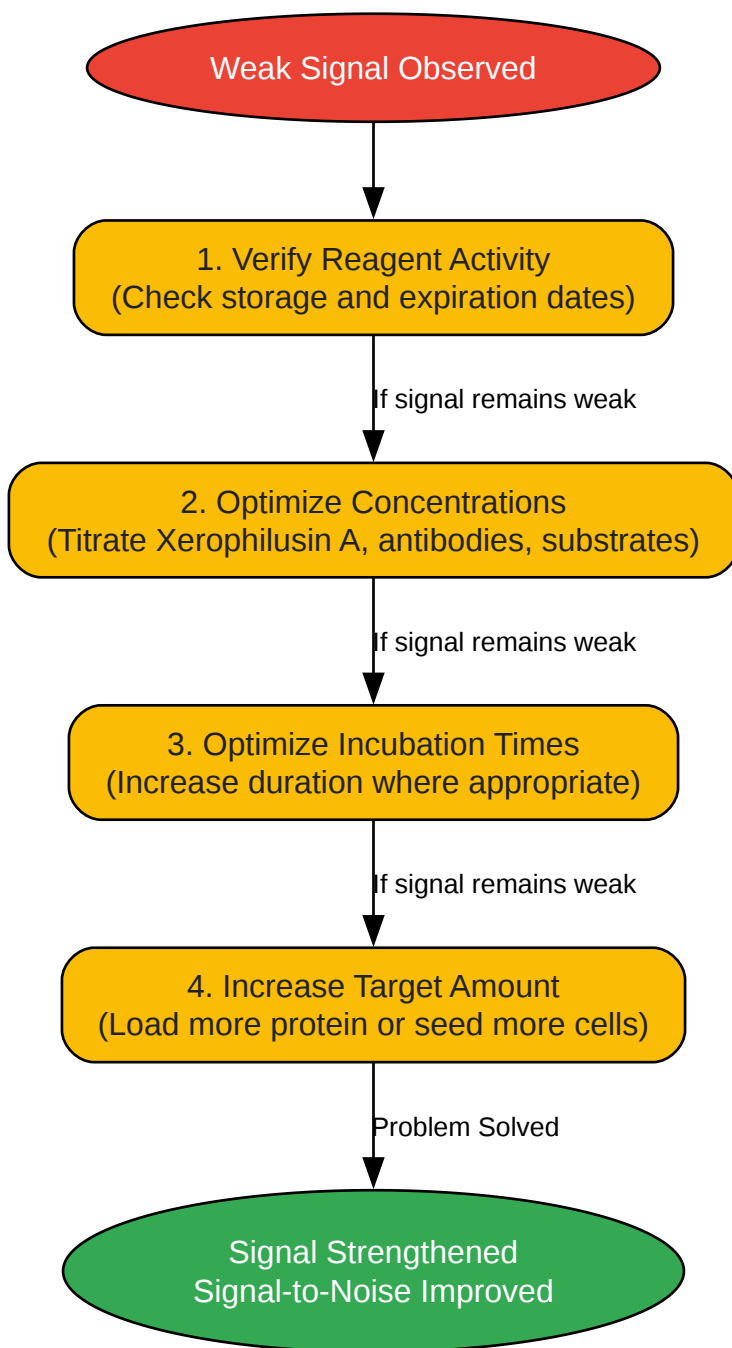 Weak Signal Observed
1. Verify Reagent Activity
(Check storage and expiration dates)
If signal remains weak
2. Optimize Concentrations
(Titrate Xerophilusin A, antibodies, substrates)
If signal remains weak
3. Optimize Incubation Times
(Increase duration where appropriate)
If signal remains weak
4. Increase Target Amount
(Load more protein or seed more cells)
Problem Solved
Signal Strengthened
Signal-to-Noise Improved